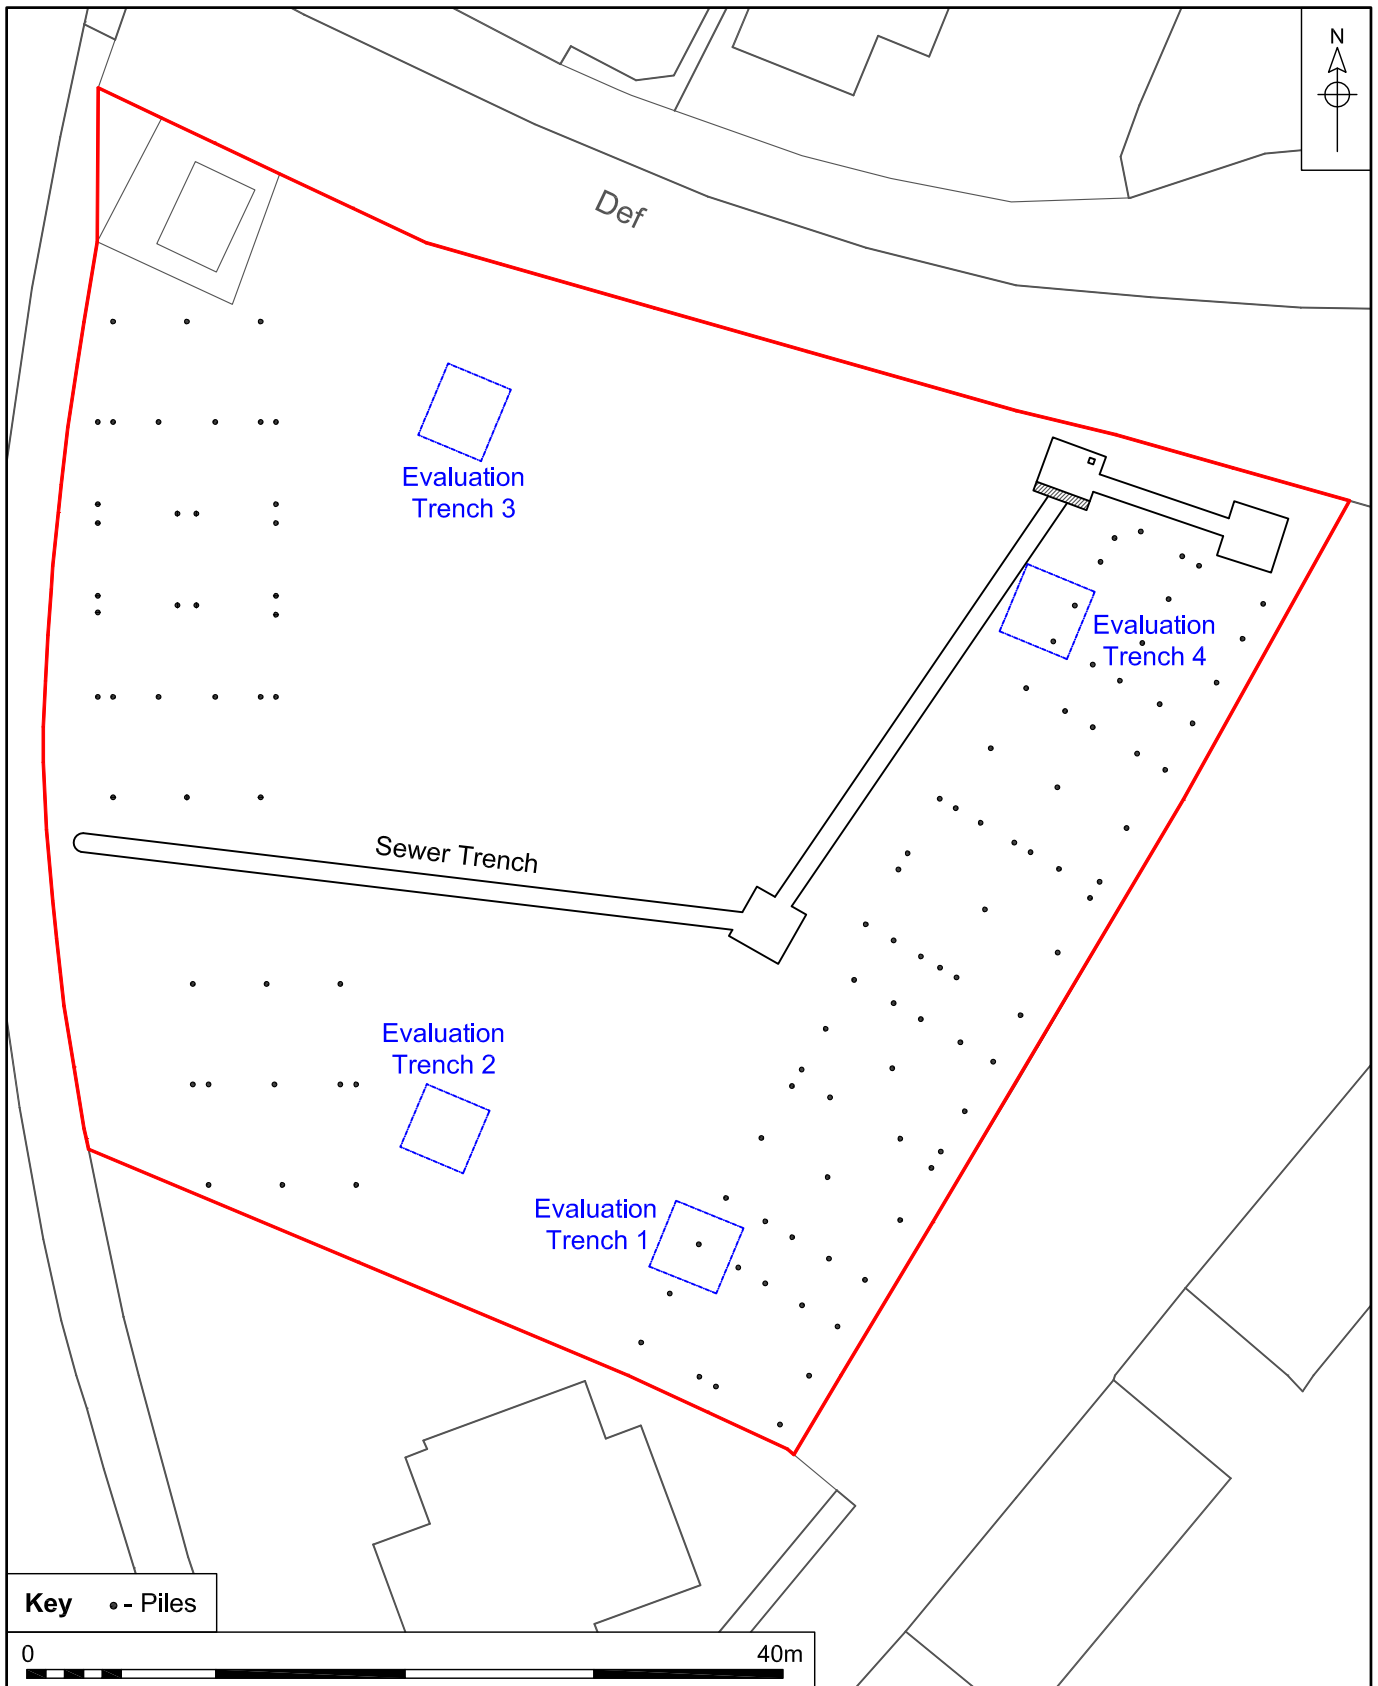 N
Def
Evaluation
Trench 3
Evaluation
Trench 4
Sewer Trench
Evaluation
Trench 2
Evaluation
Trench 1
Key - Piles
0 40m